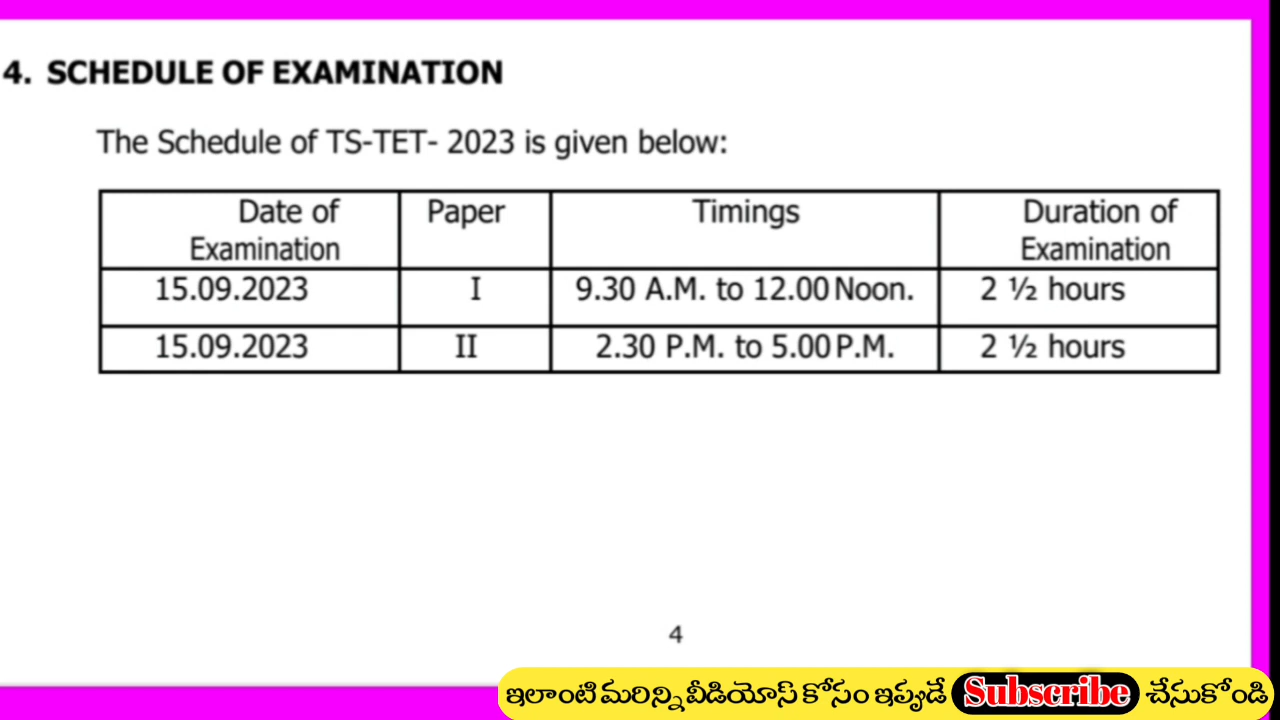 4. SCHEDULE OF EXAMINATION
The Schedule of TS-TET- 2023 is given below:
Date of Examination Paper Timings Duration of Examination
15.09.2023 I 9.30 A.M. to 12.00 Noon. 2 ½ hours
15.09.2023 II 2.30 P.M. to 5.00 P.M. 2 ½ hours
4
ఇలాంటి మరిన్ని వీడియోస్ కోసం ఇప్పుడే Subscribe చేసుకోండి